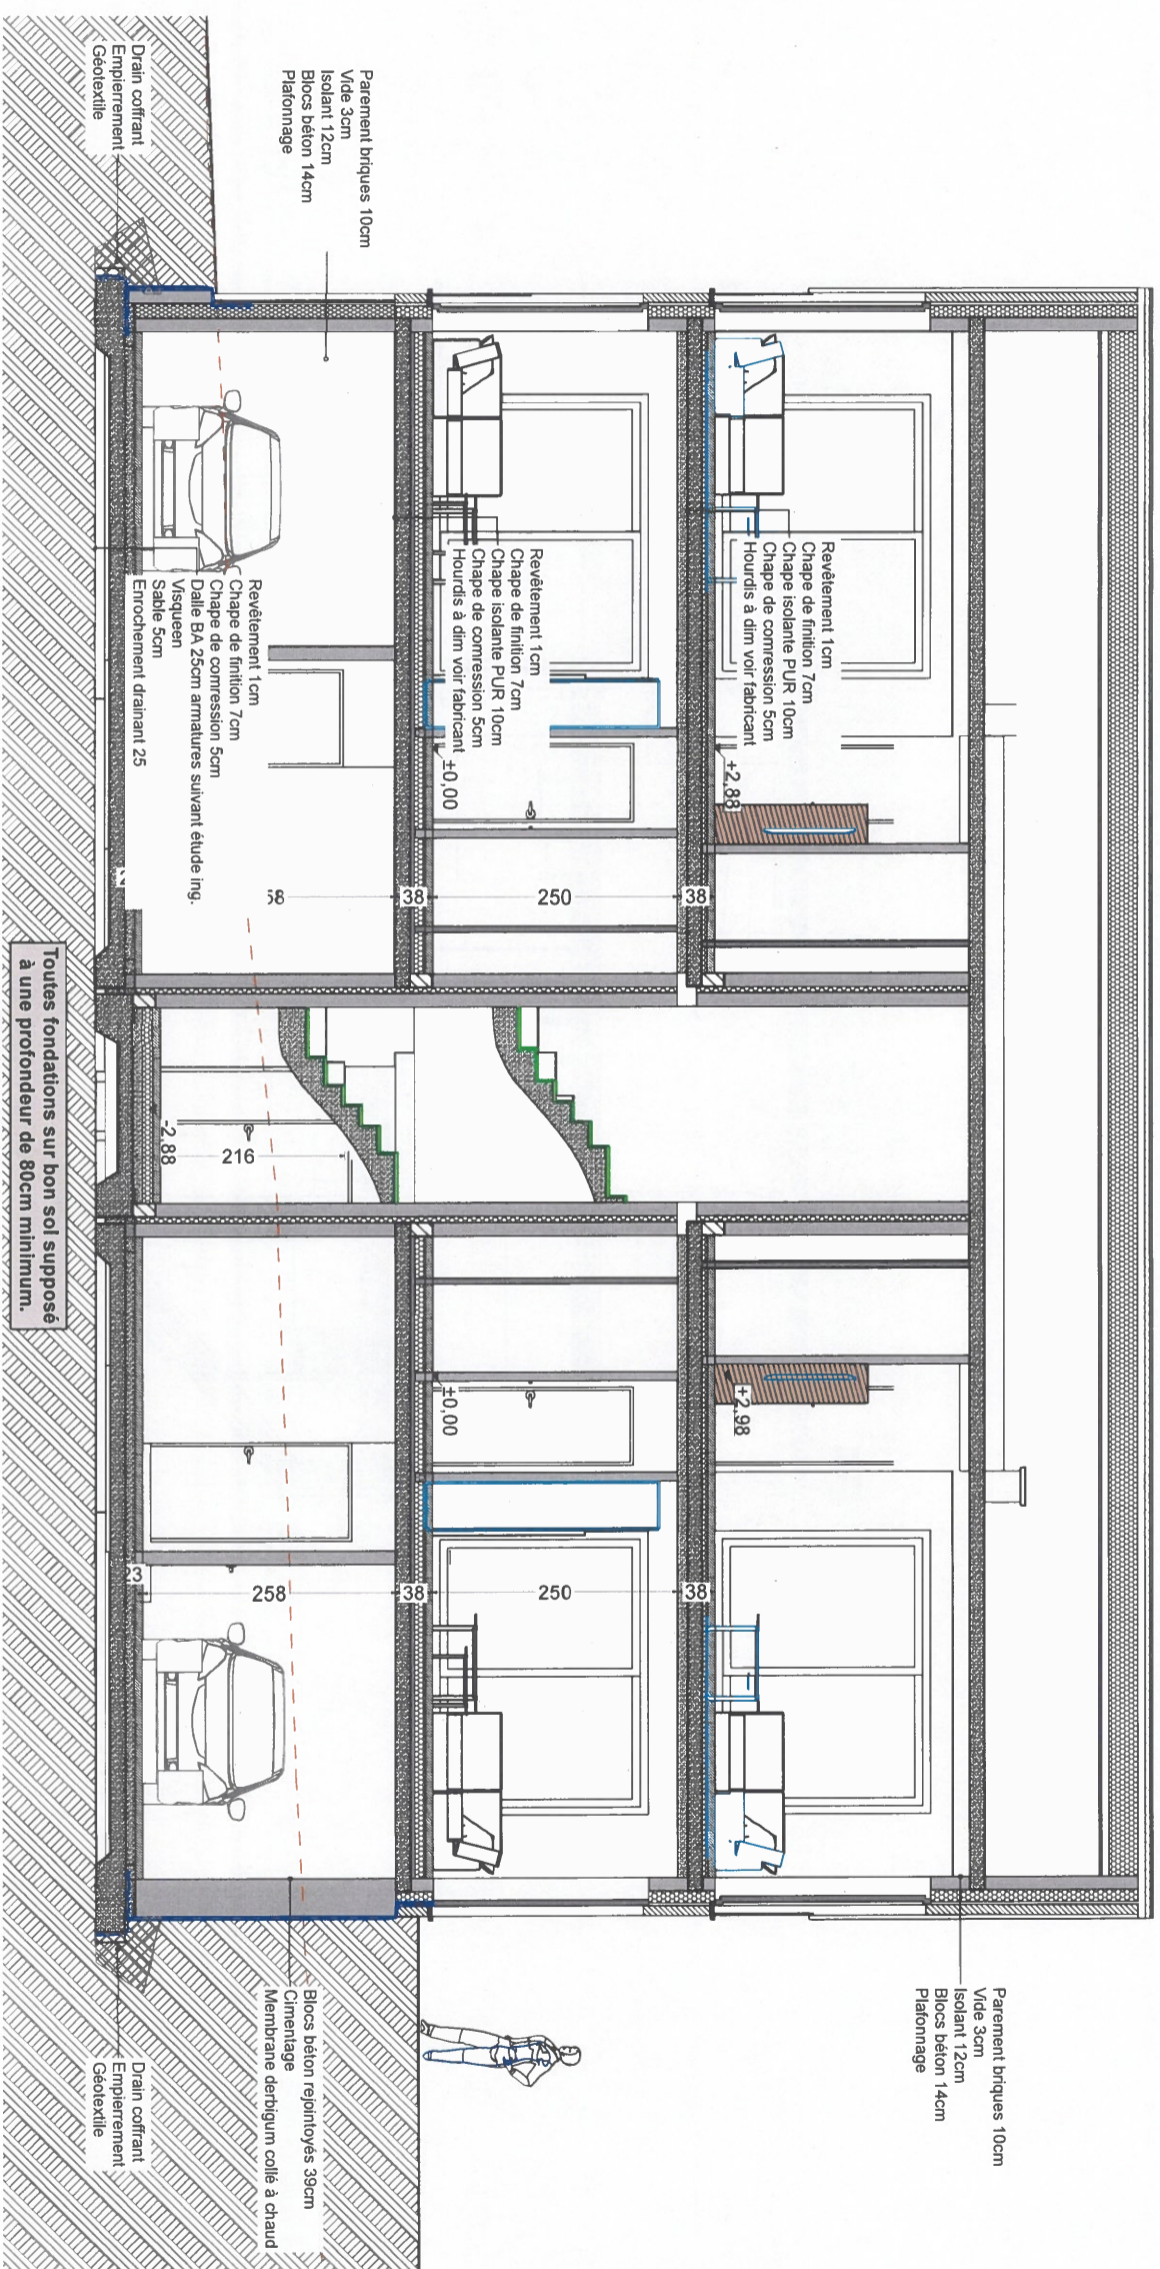 Parement briques 10cm
Vide 3cm
Isolant 12cm
Blocs béton 14cm
Plafonnage
Drain coffrant
Empierrement
Géotextile
Revêtement 1cm
Chape de finition 7cm
Chape isolante PUR 10cm
Chape de comression 5cm
Hourdis à dim voir fabricant
+2,88
Revêtement 1cm
Chape de finition 7cm
Chape isolante PUR 10cm
Chape de comression 5cm
Hourdis à dim voir fabricant
±0,00
Revêtement 1cm
Chape de finition 7cm
Chape de comression 5cm
Dalle BA 25cm armatures suivant étude ing.
Visqueen
Sable 5cm
Enrochement drainant 25
38
250
38
58
-2,88
216
+2,98
±0,00
38
250
38
258
23
Parement briques 10cm
Vide 3cm
Isolant 12cm
Blocs béton 14cm
Plafonnage
Blocs béton rejointoyés 39cm
Cimentage
Membrane derbigum collé à chaud
Drain coffrant
Empierrement
Géotextile
Toutes fondations sur bon sol supposé
à une profondeur de 80cm minimum.